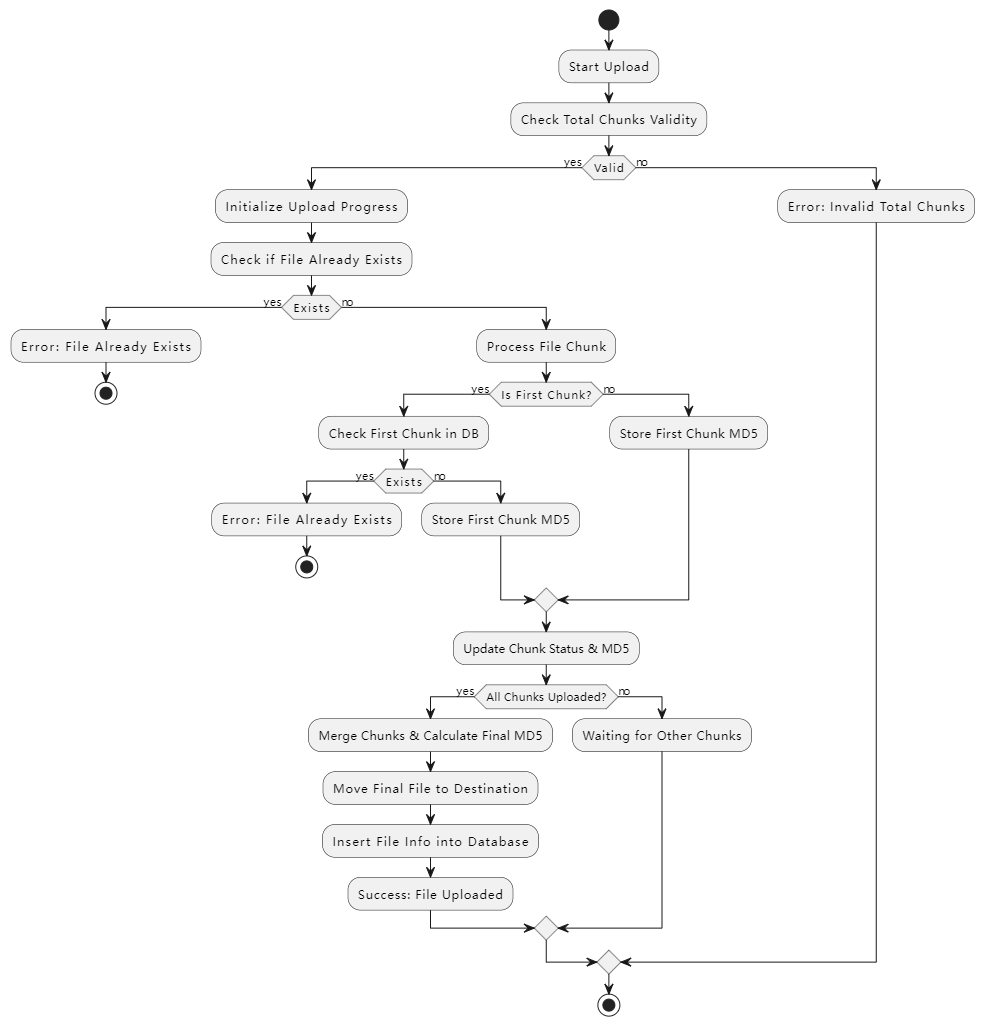 Start Upload
Check Total Chunks Validity
yes
Valid
no
Initialize Upload Progress
Error: Invalid Total Chunks
Check if File Already Exists
yes
Exists
no
Error: File Already Exists
Process File Chunk
yes
Is First Chunk?
no
Check First Chunk in DB
Store First Chunk MD5
yes
Exists
no
Error: File Already Exists
Store First Chunk MD5
Update Chunk Status & MD5
yes
All Chunks Uploaded?
no
Merge Chunks & Calculate Final MD5
Waiting for Other Chunks
Move Final File to Destination
Insert File Info into Database
Success: File Uploaded